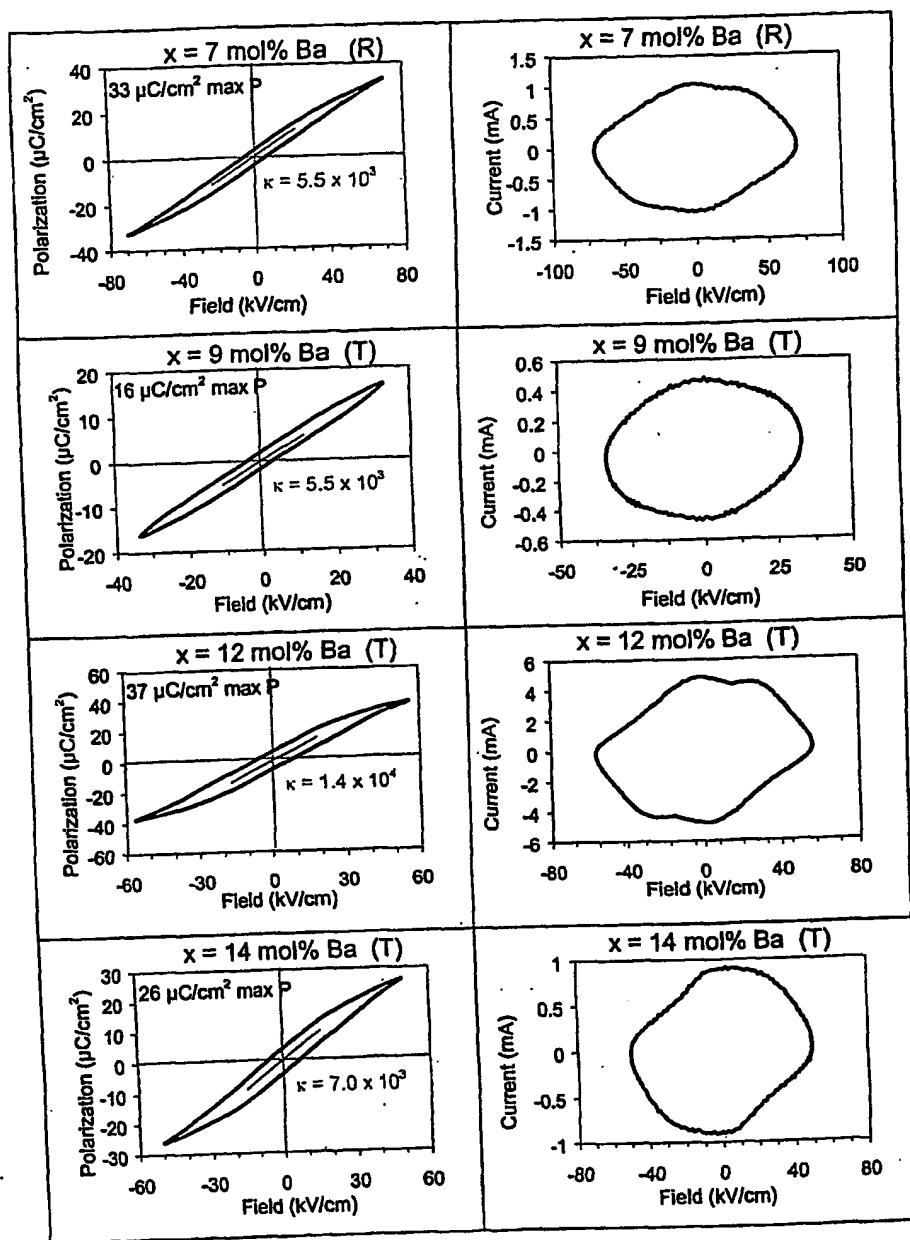 x = 7 mol% Ba (R)
40
20
0
-20
-40
-80
-40
0
40
80
33 µC/cm² max P
κ = 5.5 x 10³
Polarization (µC/cm²)
Field (kV/cm)
x = 7 mol% Ba (R)
1.5
1
0.5
0
-0.5
-1
-1.5
-100
-50
0
50
100
Current (mA)
Field (kV/cm)
x = 9 mol% Ba (T)
20
10
0
-10
-20
-40
-20
0
20
40
16 µC/cm² max P
κ = 5.5 x 10³
Polarization (µC/cm²)
Field (kV/cm)
x = 9 mol% Ba (T)
0.6
0.4
0.2
0
-0.2
-0.4
-0.6
-50
-25
0
25
50
Current (mA)
Field (kV/cm)
x = 12 mol% Ba (T)
60
40
20
0
-20
-40
-60
-60
-30
0
30
60
37 µC/cm² max P
κ = 1.4 x 10⁴
Polarization (µC/cm²)
Field (kV/cm)
x = 12 mol% Ba (T)
6
4
2
0
-2
-4
-6
-80
-40
0
40
80
Current (mA)
Field (kV/cm)
x = 14 mol% Ba (T)
30
20
10
0
-10
-20
-30
-60
-30
0
30
60
26 µC/cm² max P
κ = 7.0 x 10³
Polarization (µC/cm²)
Field (kV/cm)
x = 14 mol% Ba (T)
1
0.5
0
-0.5
-1
-80
-40
0
40
80
Current (mA)
Field (kV/cm)